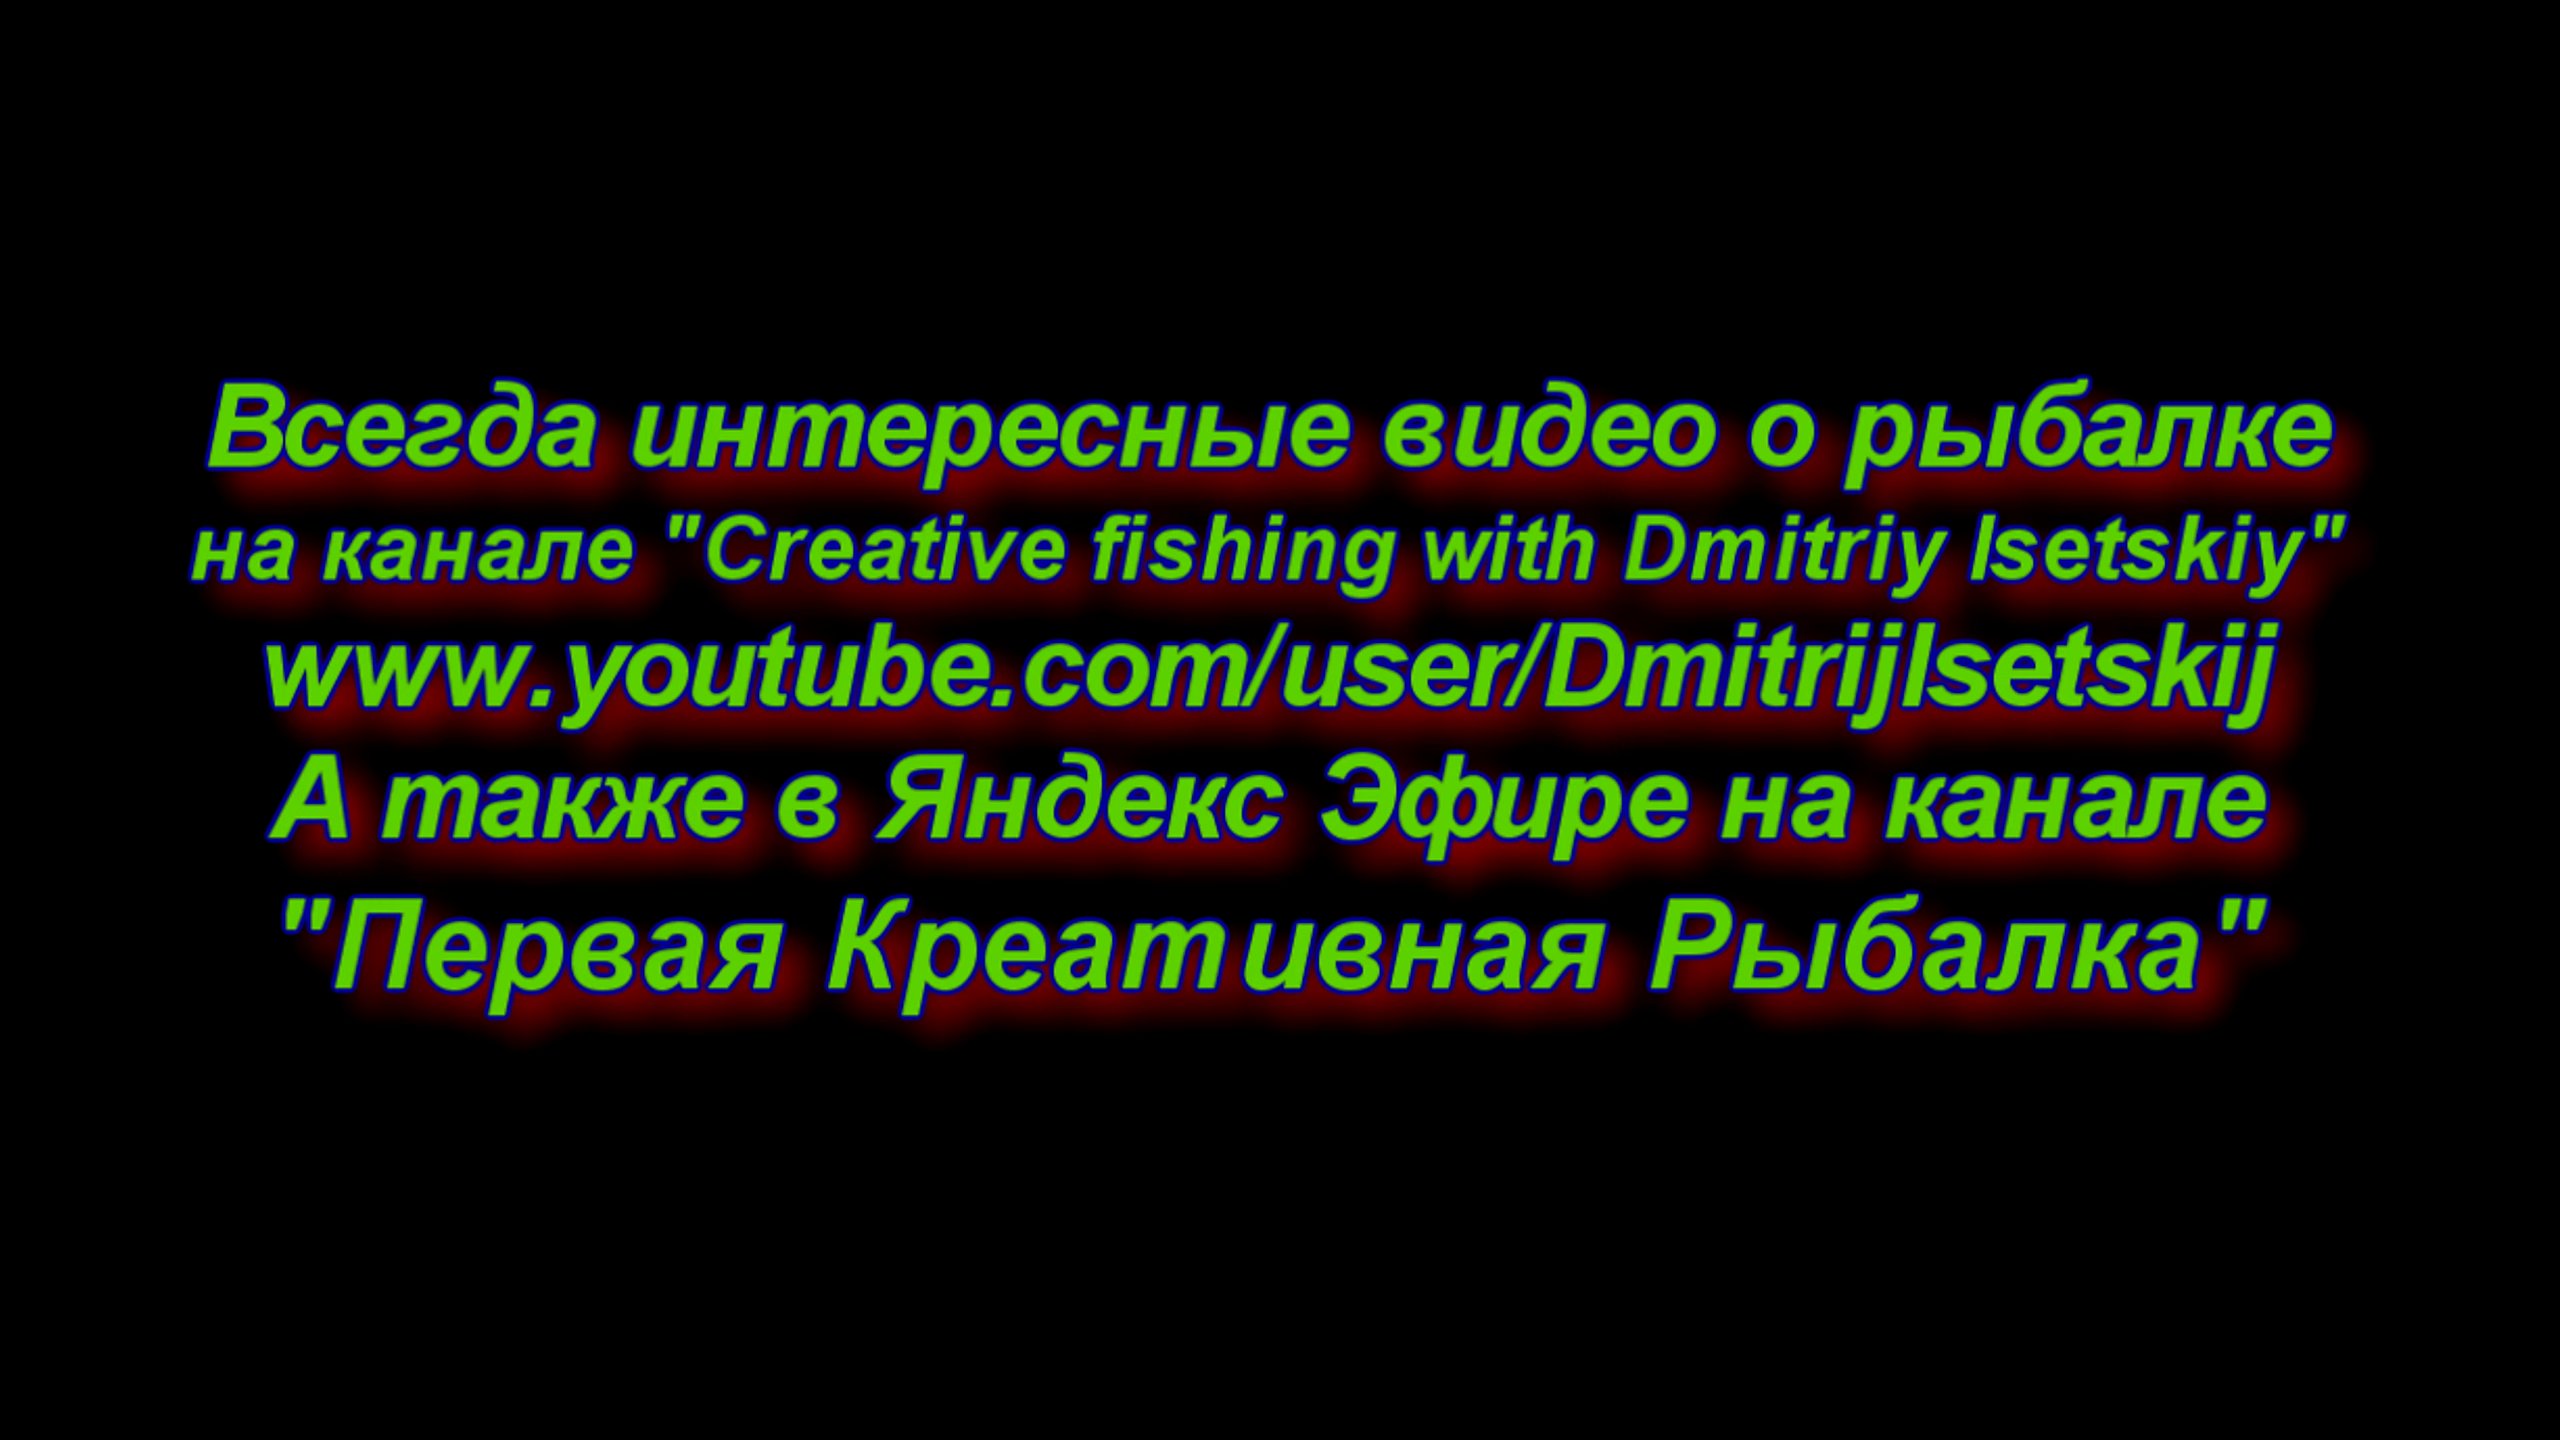 Всегда интересные видео о рыбалке
на канале "Creative fishing with Dmitriy Isetskiy"
www.youtube.com/user/DmitrijIsetskij
А также в Яндекс Эфире на канале
"Первая Креативная Рыбалка"